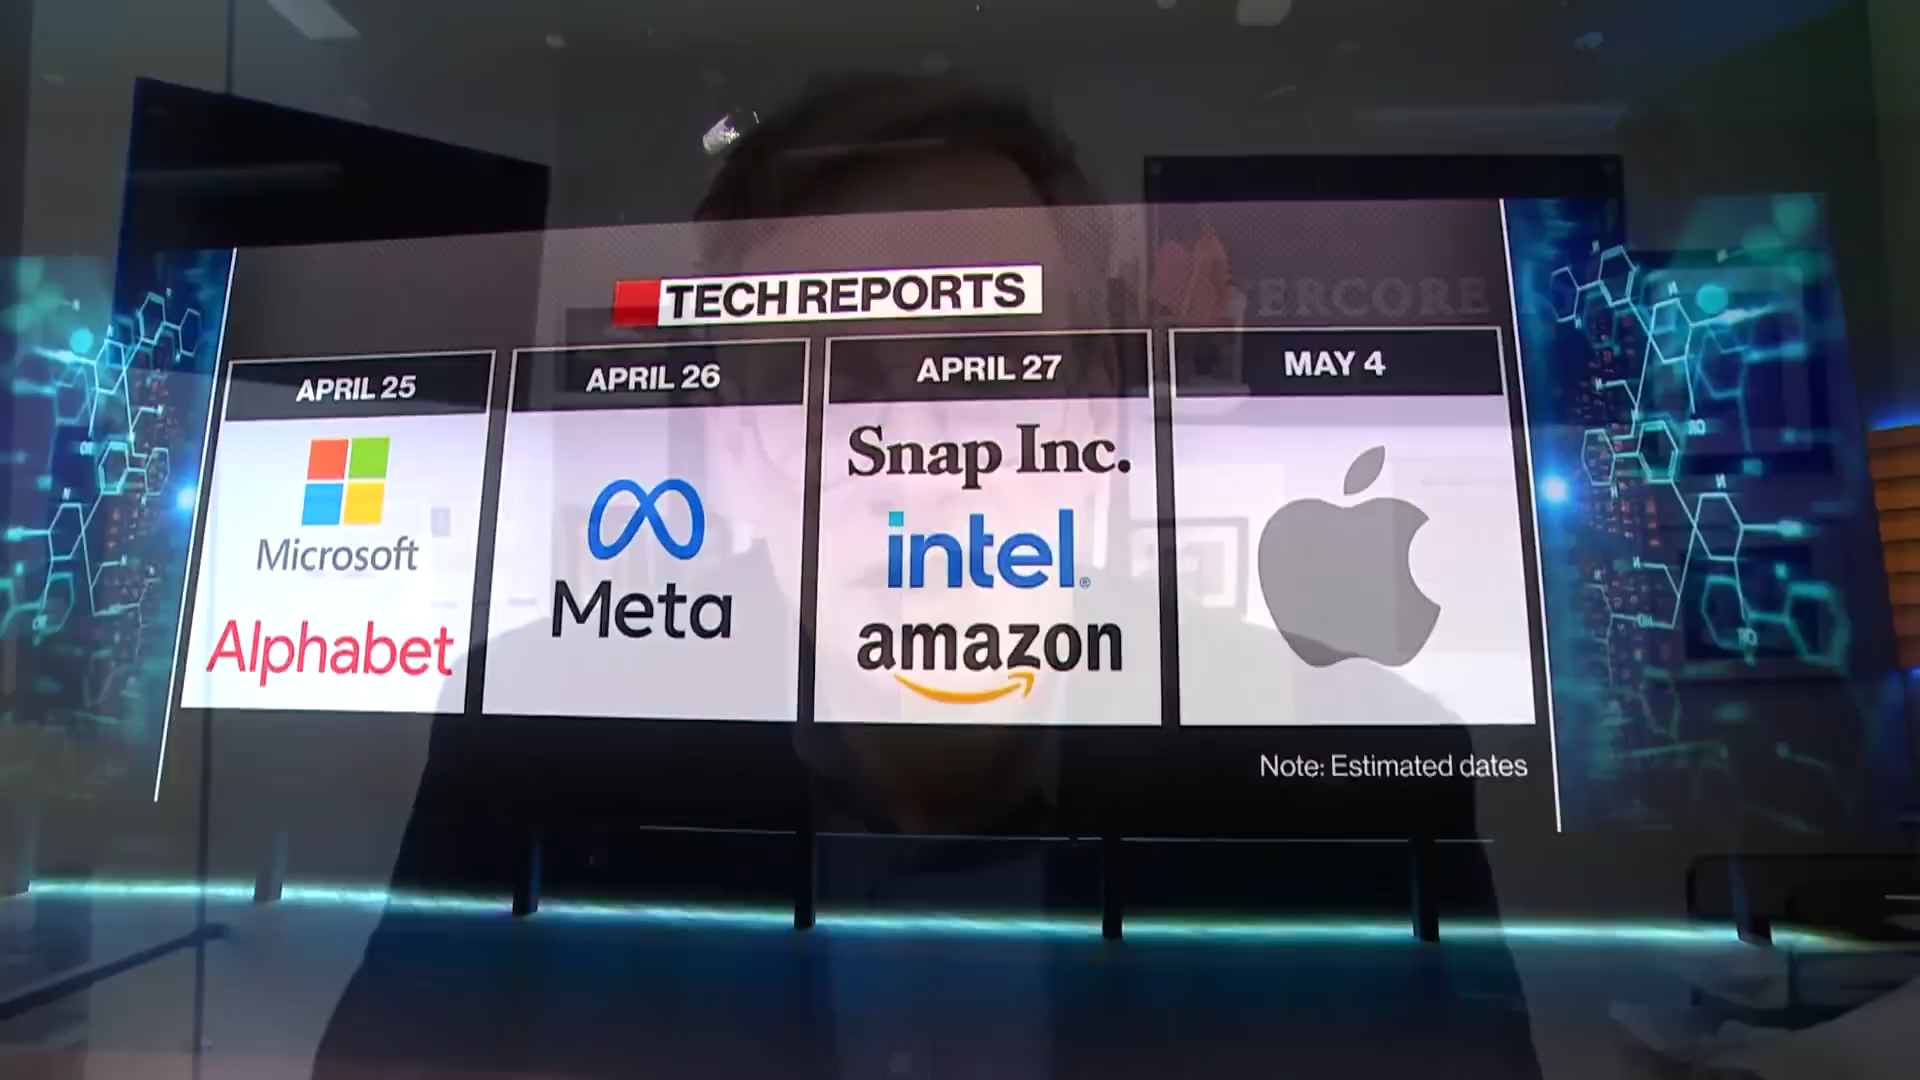 TECH REPORTS
APRIL 25
Microsoft
Alphabet
APRIL 26
Meta
APRIL 27
Snap Inc.
intel®
amazon
MAY 4
Note: Estimated dates
ERCORE